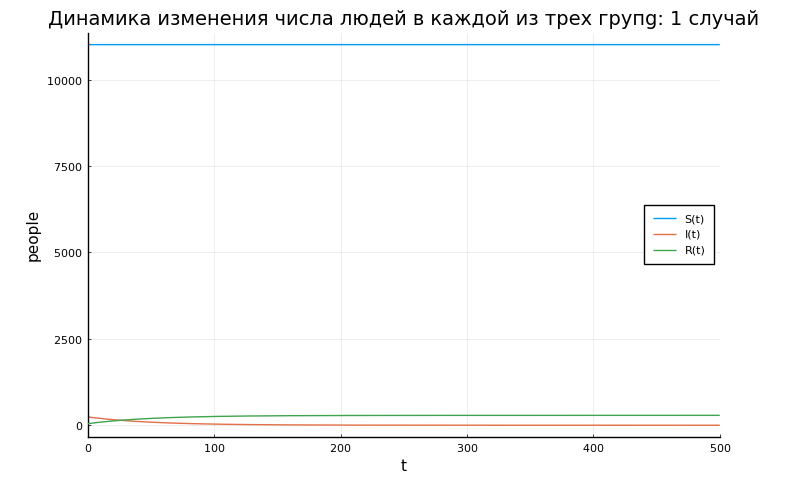 Динамика изменения числа людей в каждой из трех групg: 1 случай
10000
7500
5000
2500
0
people
S(t)
I(t)
R(t)
0 100 200 300 400 500
t